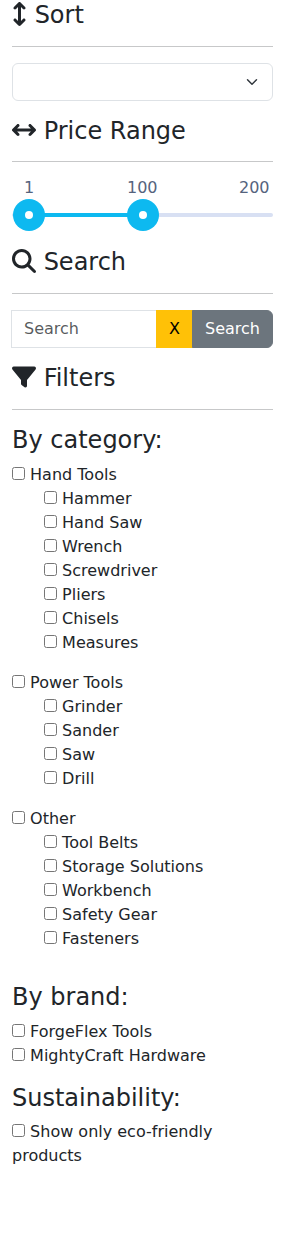 Sort
Price Range
1 100 200
Search
Search X Search
Filters
By category:
Hand Tools
Hammer
Hand Saw
Wrench
Screwdriver
Pliers
Chisels
Measures
Power Tools
Grinder
Sander
Saw
Drill
Other
Tool Belts
Storage Solutions
Workbench
Safety Gear
Fasteners
By brand:
ForgeFlex Tools
MightyCraft Hardware
Sustainability:
Show only eco-friendly
products